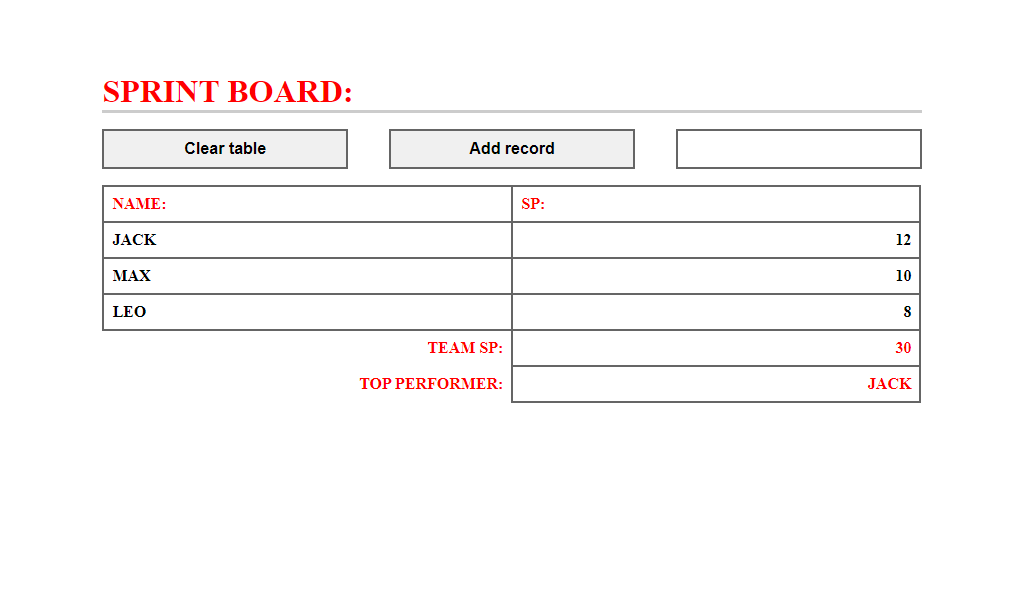 SPRINT BOARD:
Clear table Add record
NAME: SP:
JACK 12
MAX 10
LEO 8
TEAM SP: 30
TOP PERFORMER: JACK